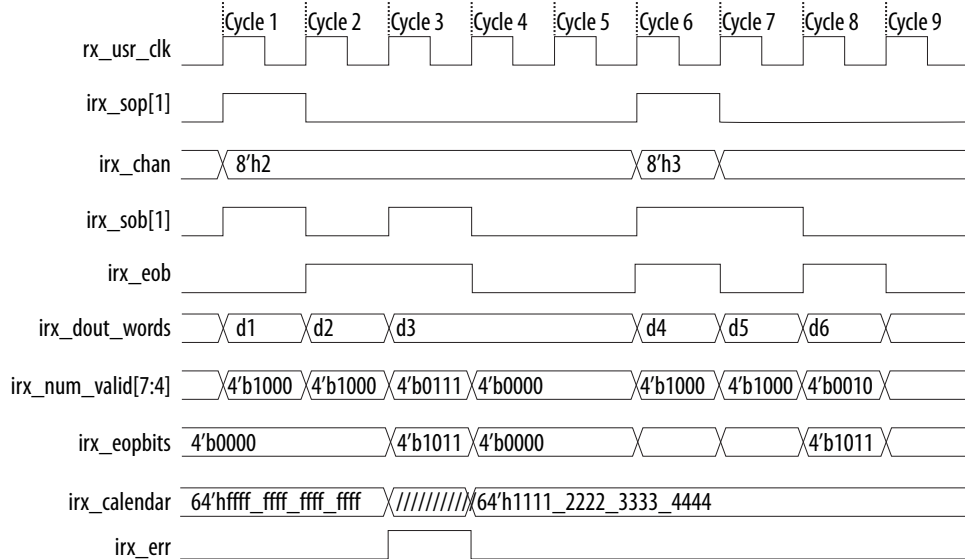 Cycle 1 Cycle 2 Cycle 3 Cycle 4 Cycle 5 Cycle 6 Cycle 7 Cycle 8 Cycle 9
rx_usr_clk
irx_sop[1]
irx_chan 8’h2 8’h3
irx_sob[1]
irx_eob
irx_dout_words d1 d2 d3 d4 d5 d6
irx_num_valid[7:4] 4’b1000 4’b1000 4’b0111 4’b0000 4’b1000 4’b1000 4’b0010
irx_eopbits 4’b0000 4’b1011 4’b0000 4’b1011
irx_calendar 64’hffff_ffff_ffff_ffff 64’h1111_2222_3333_4444
irx_err